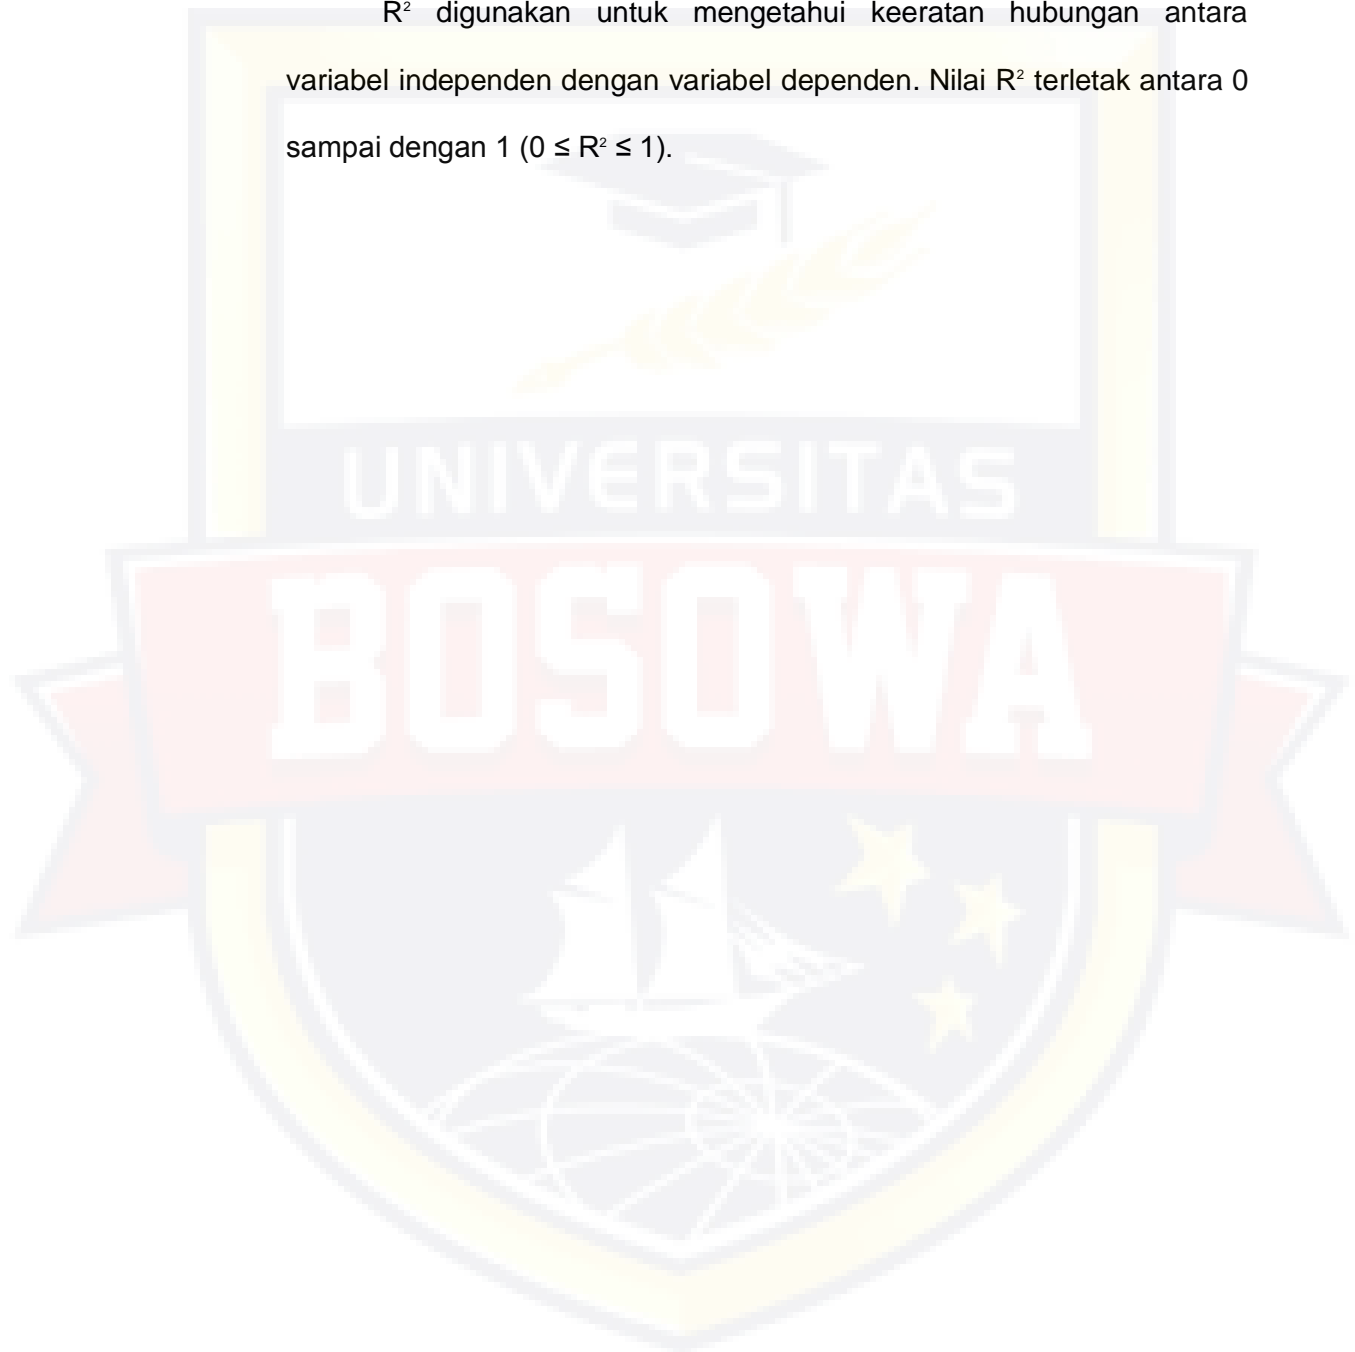 R² digunakan untuk mengetahui keeratan hubungan antara
variabel independen dengan variabel dependen. Nilai R² terletak antara 0
sampai dengan 1 (0 ≤ R² ≤ 1).
UNIVERSITAS
BOSOWA